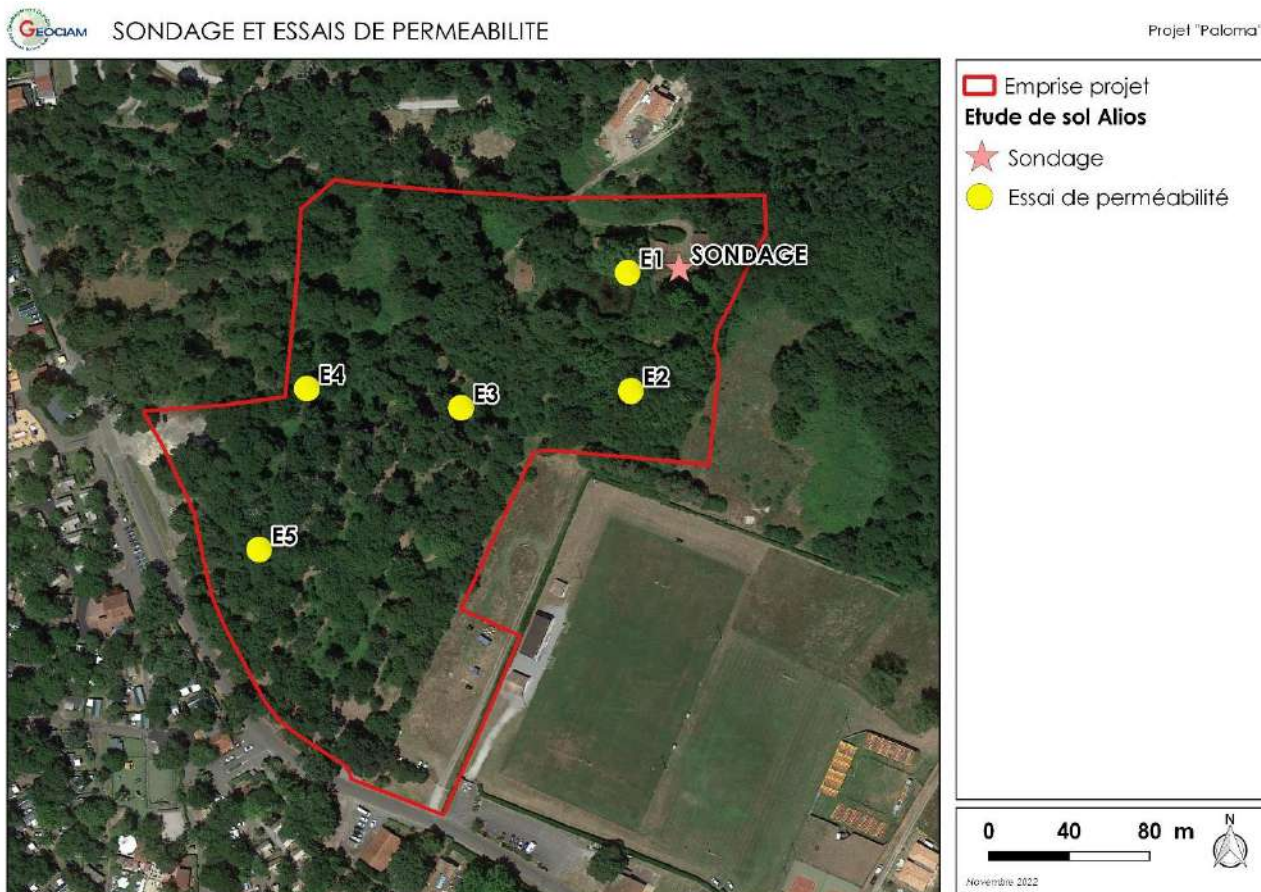 GEOCIAM
SONDAGE ET ESSAIS DE PERMEABILITE
Projet "Paloma"
Emprise projet
Etude de sol Alios
Sondage
Essai de perméabilité
E1
SONDAGE
E4
E3
E2
E5
0 40 80 m
N
Novembre 2022